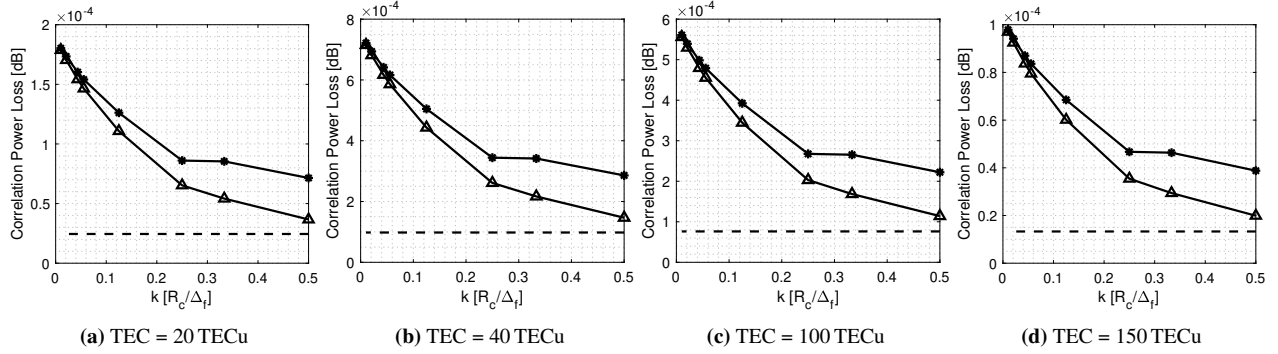 ×10⁻⁴
2
1.5
1
0.5
0
Correlation Power Loss [dB]
0 0.1 0.2 0.3 0.4 0.5
k [R_c/Δ_f]
(a) TEC = 20 TECu
×10⁻⁴
8
6
4
2
0
Correlation Power Loss [dB]
0 0.1 0.2 0.3 0.4 0.5
k [R_c/Δ_f]
(b) TEC = 40 TECu
×10⁻⁴
6
5
4
3
2
1
0
Correlation Power Loss [dB]
0 0.1 0.2 0.3 0.4 0.5
k [R_c/Δ_f]
(c) TEC = 100 TECu
×10⁻⁴
1
0.8
0.6
0.4
0.2
0
Correlation Power Loss [dB]
0 0.1 0.2 0.3 0.4 0.5
k [R_c/Δ_f]
(d) TEC = 150 TECu